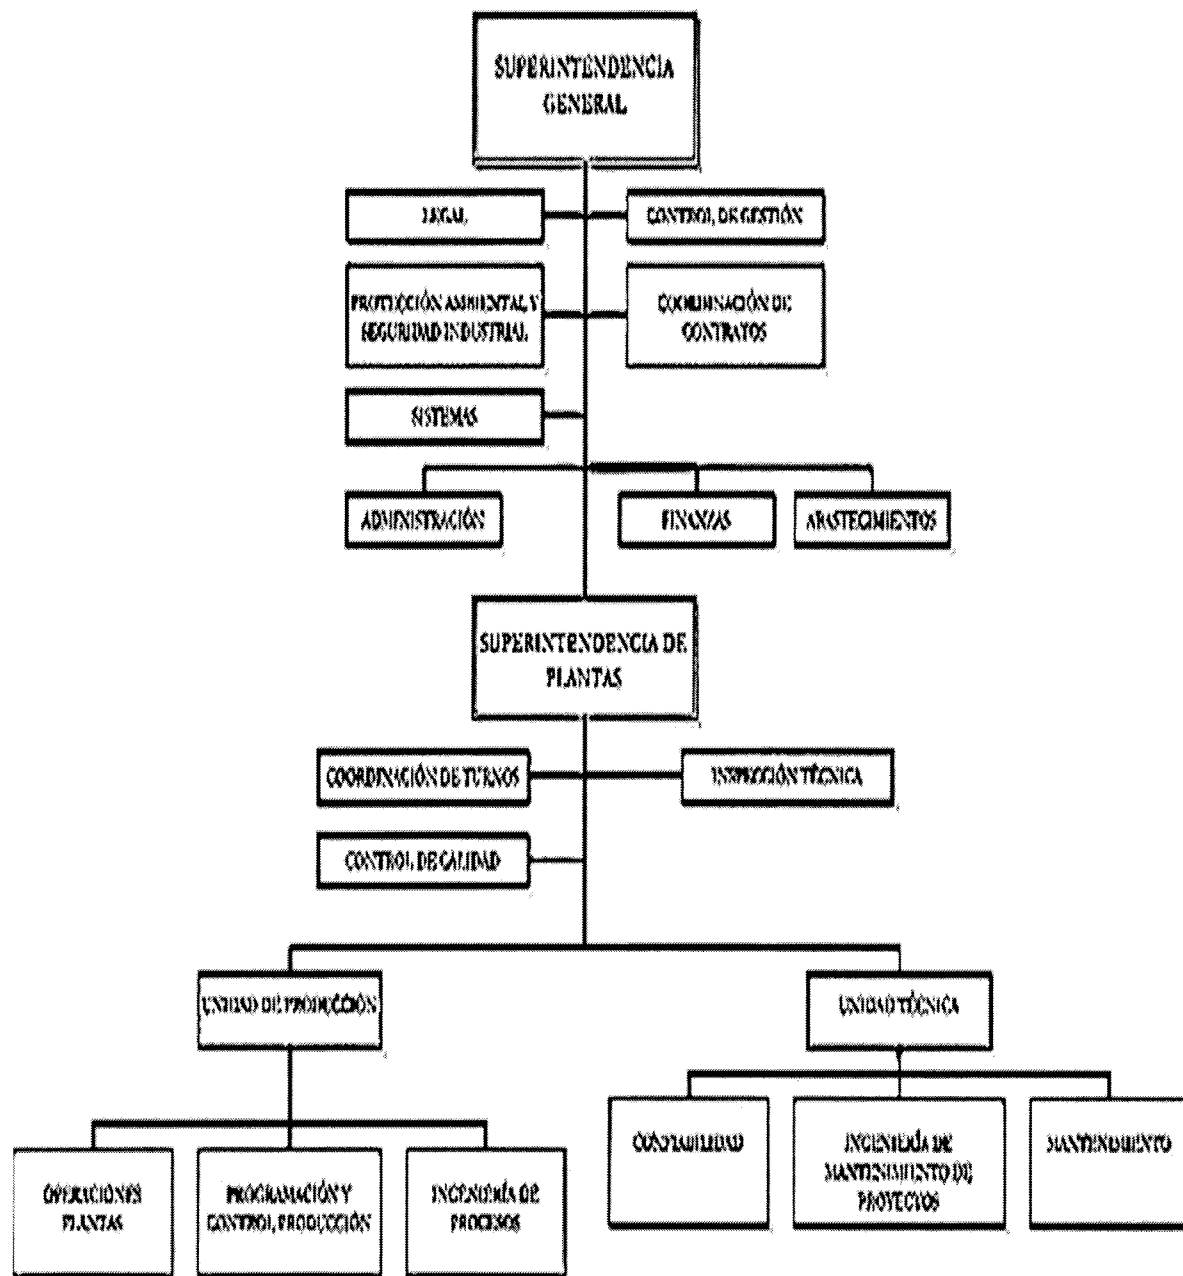 SUPERINTENDENCIA
GENERAL
LEGAL
CONTROL DE GESTIÓN
PROTECCIÓN AMBIENTAL Y
SEGURIDAD INDUSTRIAL
COORDINACIÓN DE
CONTRATOS
SISTEMAS
ADMINISTRACIÓN
FINANZAS
ABASTECIMIENTOS
SUPERINTENDENCIA DE
PLANTAS
COORDINACIÓN DE TURNOS
INSPECCIÓN TÉCNICA
CONTROL DE CALIDAD
UNIDAD DE PRODUCCIÓN
UNIDAD TÉCNICA
OPERACIONES
PLANTAS
PROGRAMACIÓN Y
CONTROL PRODUCCIÓN
INGENIERÍA DE
PROCESOS
CONFIABILIDAD
INGENIERÍA DE
MANTENIMIENTO DE
PROYECTOS
MANTENIMIENTO